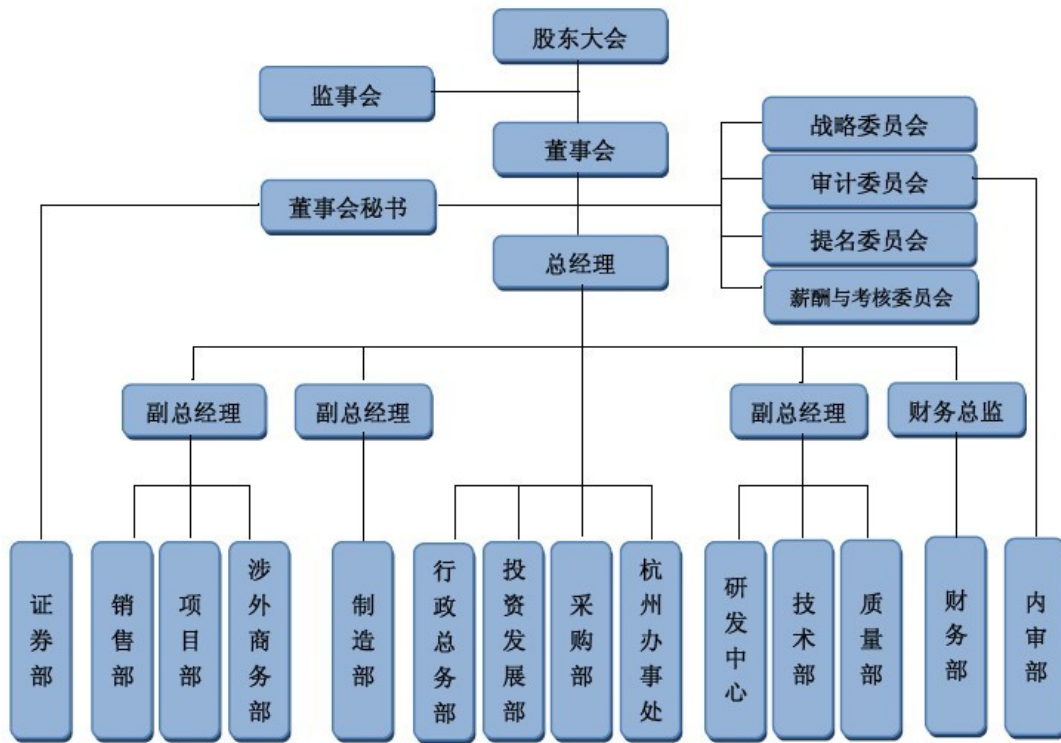 股东大会
监事会
董事会
战略委员会
审计委员会
董事会秘书
提名委员会
总经理
薪酬与考核委员会
副总经理
副总经理
副总经理
财务总监
证券部
销售部
项目部
涉外商务部
制造部
行政总务部
投资发展部
采购部
杭州办事处
研发中心
技术部
质量部
财务部
内审部